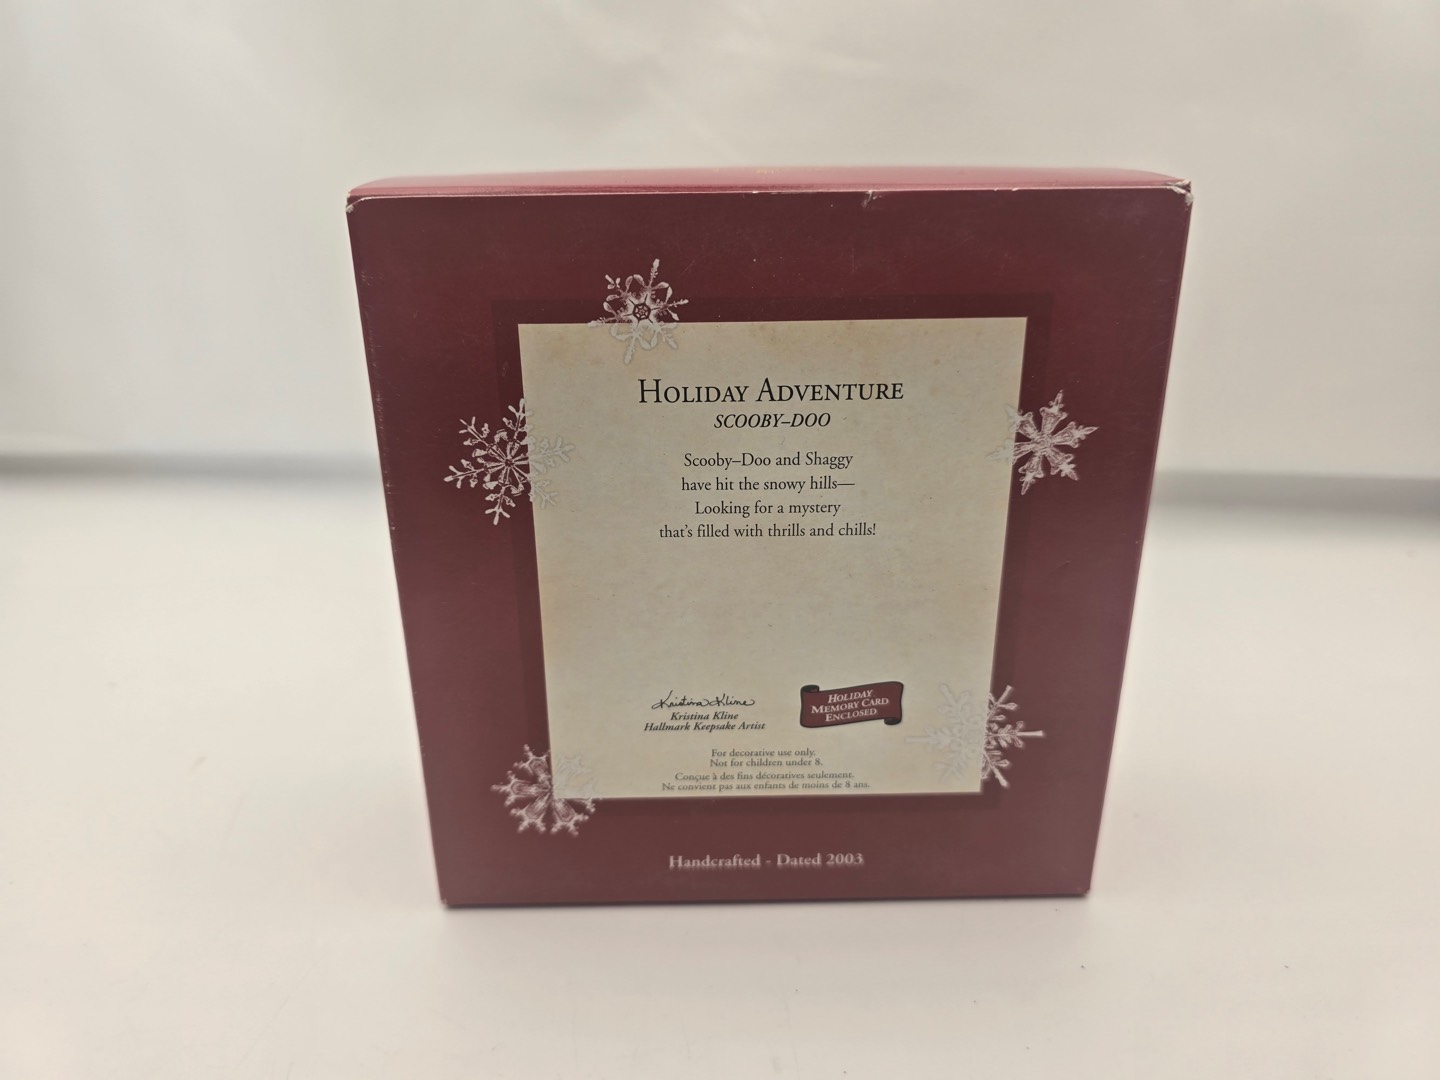 HOLIDAY ADVENTURE
SCOOBY–DOO
Scooby–Doo and Shaggy
have hit the snowy hills—
Looking for a mystery
that's filled with thrills and chills!
Kristina Kline
Kristina Kline
Hallmark Keepsake Artist
HOLIDAY
MEMORY CARD
ENCLOSED
For decorative use only.
Not for children under 8.
Conçue à des fins décoratives seulement.
Ne convient pas aux enfants de moins de 8 ans.
Handcrafted - Dated 2003